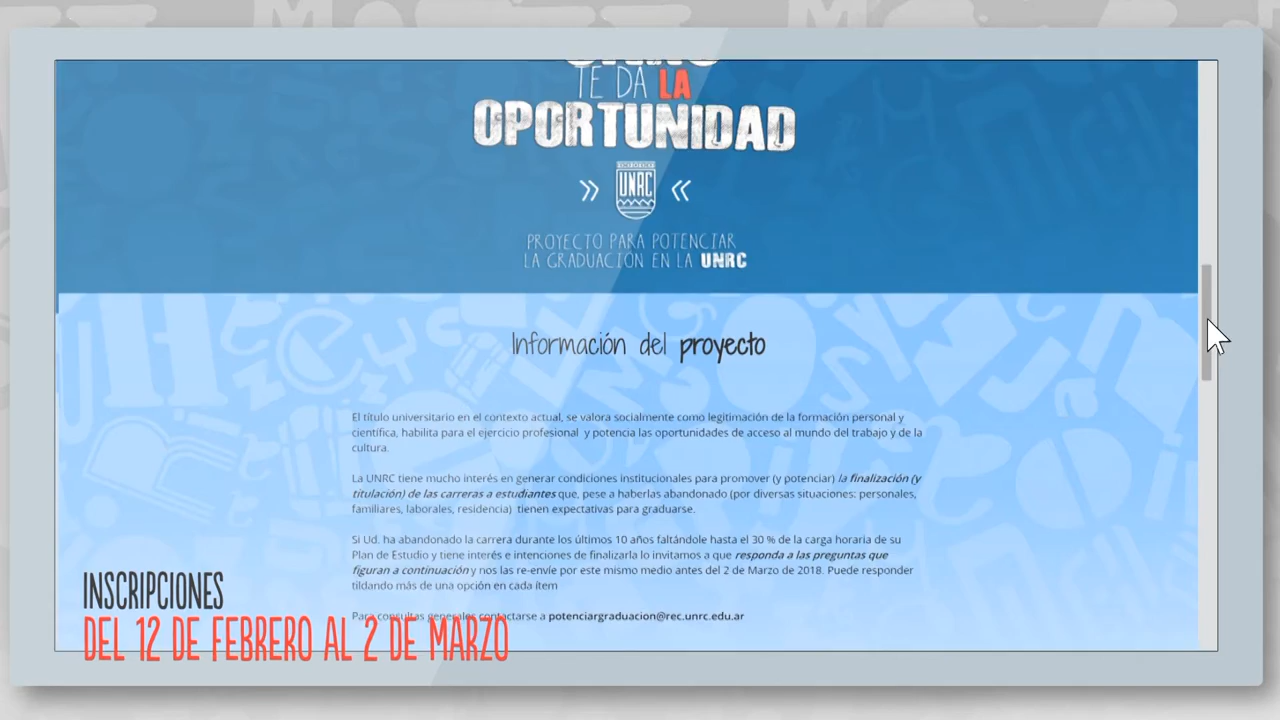 TE DA LA
OPORTUNIDAD
» UNRC «
PROYECTO PARA POTENCIAR
LA GRADUACIÓN EN LA UNRC
Información del proyecto
El título universitario en el contexto actual, se valora socialmente como legitimación de la formación personal y
científica, habilita para el ejercicio profesional y potencia las oportunidades de acceso al mundo del trabajo y de la
cultura.
La UNRC tiene mucho interés en generar condiciones institucionales para promover (y potenciar) la finalización (y
titulación) de las carreras a estudiantes que, pese a haberlas abandonado (por diversas situaciones: personales,
familiares, laborales, residencia) tienen expectativas para graduarse.
Si Ud. ha abandonado la carrera durante los últimos 10 años faltándole hasta el 30 % de la carga horaria de su
Plan de Estudio y tiene interés e intenciones de finalizarla lo invitamos a que responda a las preguntas que
figuran a continuación y nos las re-envíe por este mismo medio antes del 2 de Marzo de 2018. Puede responder
tildando más de una opción en cada ítem
Para consultas generales contactarse a potenciargraduacion@rec.unrc.edu.ar
INSCRIPCIONES
DEL 12 DE FEBRERO AL 2 DE MARZO